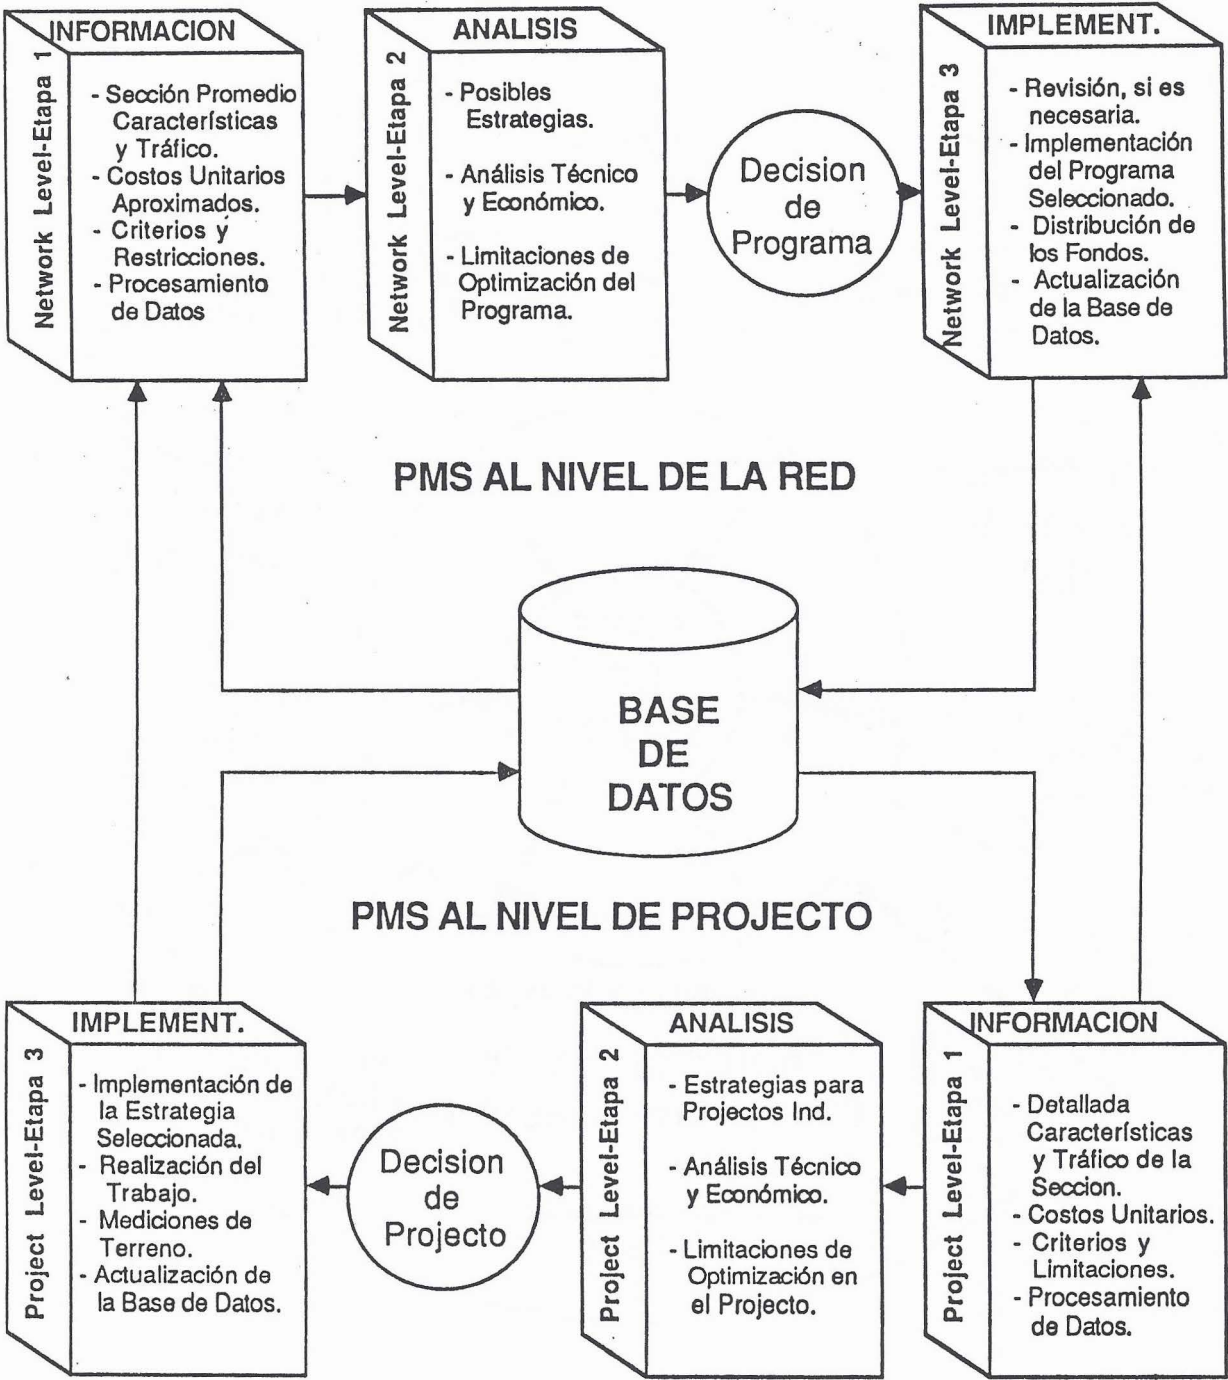 INFORMACION
Network Level-Etapa 1
- Sección Promedio
Características
y Tráfico.
- Costos Unitarios
Aproximados.
- Criterios y
Restricciones.
- Procesamiento
de Datos
ANALISIS
Network Level-Etapa 2
- Posibles
Estrategias.
- Análisis Técnico
y Económico.
- Limitaciones de
Optimización del
Programa.
Decision
de
Programa
IMPLEMENT.
Network Level-Etapa 3
- Revisión, si es
necesaria.
- Implementación
del Programa
Seleccionado.
- Distribución de
los Fondos.
- Actualización
de la Base de
Datos.
PMS AL NIVEL DE LA RED
BASE
DE
DATOS
PMS AL NIVEL DE PROJECTO
IMPLEMENT.
Project Level-Etapa 3
- Implementación de
la Estrategia
Seleccionada.
- Realización del
Trabajo.
- Mediciones de
Terreno.
- Actualización de
la Base de Datos.
Decision
de
Projecto
ANALISIS
Project Level-Etapa 2
- Estrategias para
Projectos Ind.
- Análisis Técnico
y Económico.
- Limitaciones de
Optimización en
el Projecto.
INFORMACION
Project Level-Etapa 1
- Detallada
Características
y Tráfico de la
Seccion.
- Costos Unitarios.
- Criterios y
Limitaciones.
- Procesamiento
de Datos.